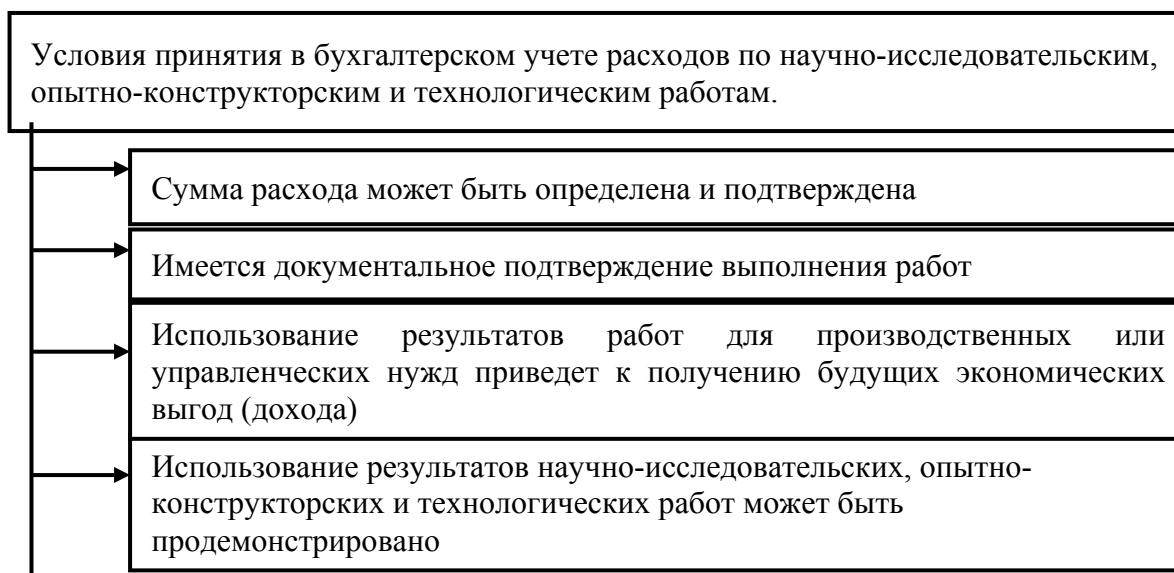 Условия принятия в бухгалтерском учете расходов по научно-исследовательским,
опытно-конструкторским и технологическим работам.
Сумма расхода может быть определена и подтверждена
Имеется документальное подтверждение выполнения работ
Использование результатов работ для производственных или
управленческих нужд приведет к получению будущих экономических
выгод (дохода)
Использование результатов научно-исследовательских, опытно-
конструкторских и технологических работ может быть
продемонстрировано